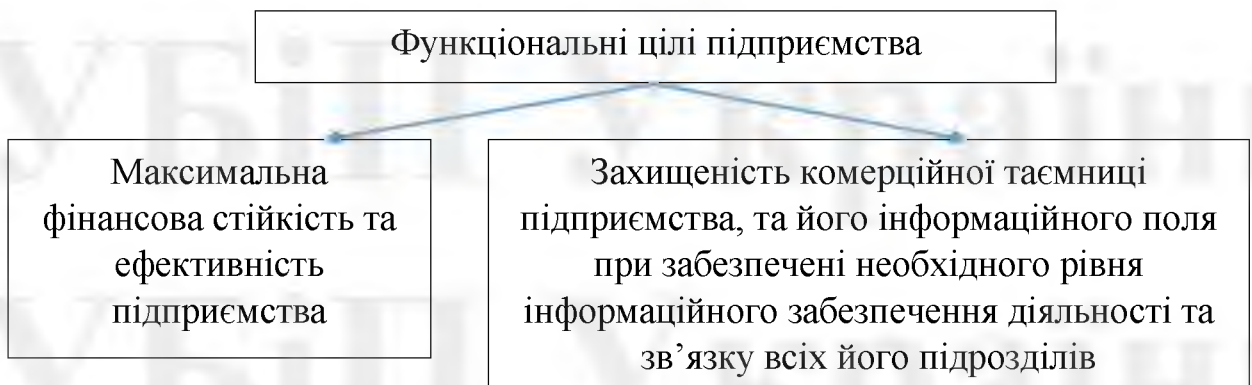 Функціональні цілі підприємства
Максимальна
фінансова стійкість та
ефективність
підприємства
Захищеність комерційної таємниці
підприємства, та його інформаційного поля
при забезпечені необхідного рівня
інформаційного забезпечення діяльності та
зв’язку всіх його підрозділів